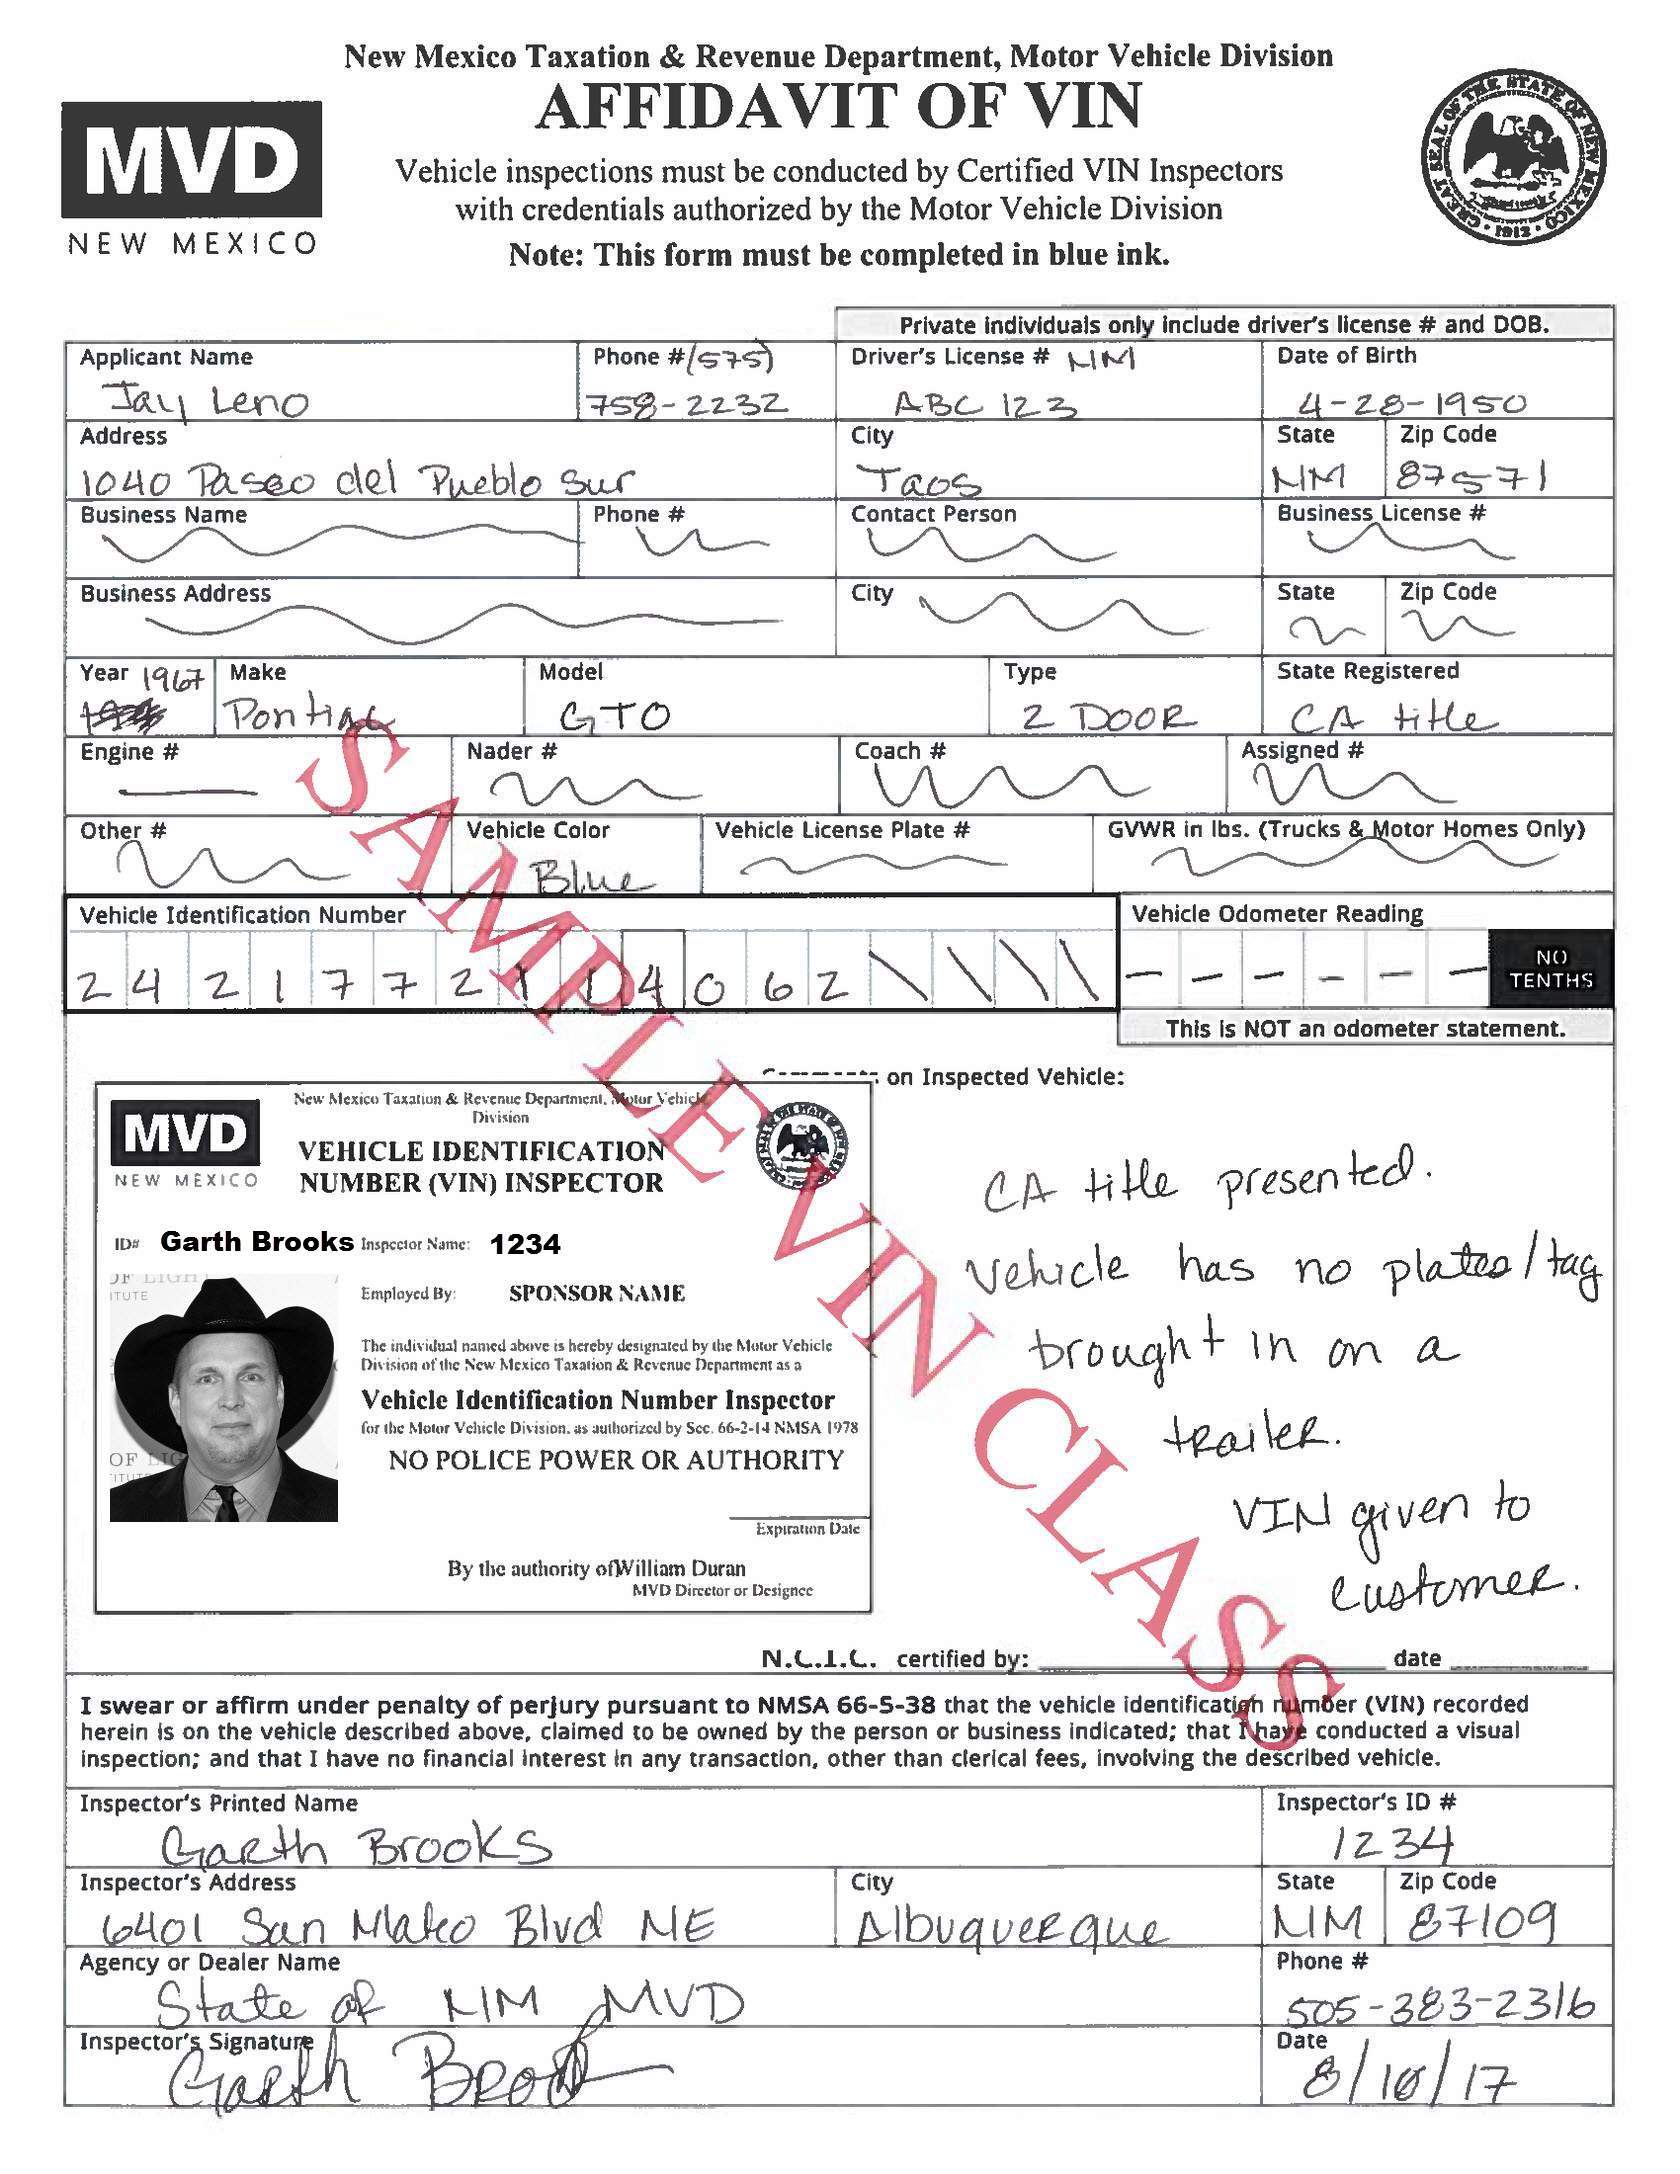 New Mexico Taxation & Revenue Department, Motor Vehicle Division
AFFIDAVIT OF VIN
MVD
NEW MEXICO
Vehicle inspections must be conducted by Certified VIN Inspectors
with credentials authorized by the Motor Vehicle Division
Note: This form must be completed in blue ink.
GREAT SEAL OF THE STATE OF NEW MEXICO
1912
Private individuals only include driver's license # and DOB.
Applicant Name Phone # (575) Driver's License # NM Date of Birth
Jay Leno 758-2232 ABC 123 4-28-1950
Address City State Zip Code
1040 Paseo del Pueblo Sur Taos NM 87571
Business Name Phone # Contact Person Business License #
Business Address City State Zip Code
Year 1967 Make Model Type State Registered
Pontiac GTO 2 DOOR CA title
Engine # Nader # Coach # Assigned #
Other # Vehicle Color Vehicle License Plate # GVWR in lbs. (Trucks & Motor Homes Only)
Blue
Vehicle Identification Number Vehicle Odometer Reading
2 4 2 1 7 7 2 1 1 4 0 6 2 \ \ \ \ – – – – – – NO TENTHS
This is NOT an odometer statement.
on Inspected Vehicle:
New Mexico Taxation & Revenue Department, Motor Vehicle
Division
MVD
NEW MEXICO
VEHICLE IDENTIFICATION
NUMBER (VIN) INSPECTOR
ID# Garth Brooks Inspector Name: 1234
Employed By: SPONSOR NAME
The individual named above is hereby designated by the Motor Vehicle
Division of the New Mexico Taxation & Revenue Department as a
Vehicle Identification Number Inspector
for the Motor Vehicle Division, as authorized by Sec. 66-2-14 NMSA 1978
NO POLICE POWER OR AUTHORITY
Expiration Date
By the authority of William Duran
MVD Director or Designee
CA title presented.
Vehicle has no plates/tag
brought in on a
trailer.
VIN given to
customer.
SAMPLE VIN CLASS
N.C.I.C. certified by: date
I swear or affirm under penalty of perjury pursuant to NMSA 66-5-38 that the vehicle identification number (VIN) recorded
herein is on the vehicle described above, claimed to be owned by the person or business indicated; that I have conducted a visual
inspection; and that I have no financial interest in any transaction, other than clerical fees, involving the described vehicle.
Inspector's Printed Name Inspector's ID #
Garth Brooks 1234
Inspector's Address City State Zip Code
6401 San Mateo Blvd NE Albuquerque NM 87109
Agency or Dealer Name Phone #
State of NM MVD 505-383-2316
Inspector's Signature Date
Garth Brooks 8/10/17